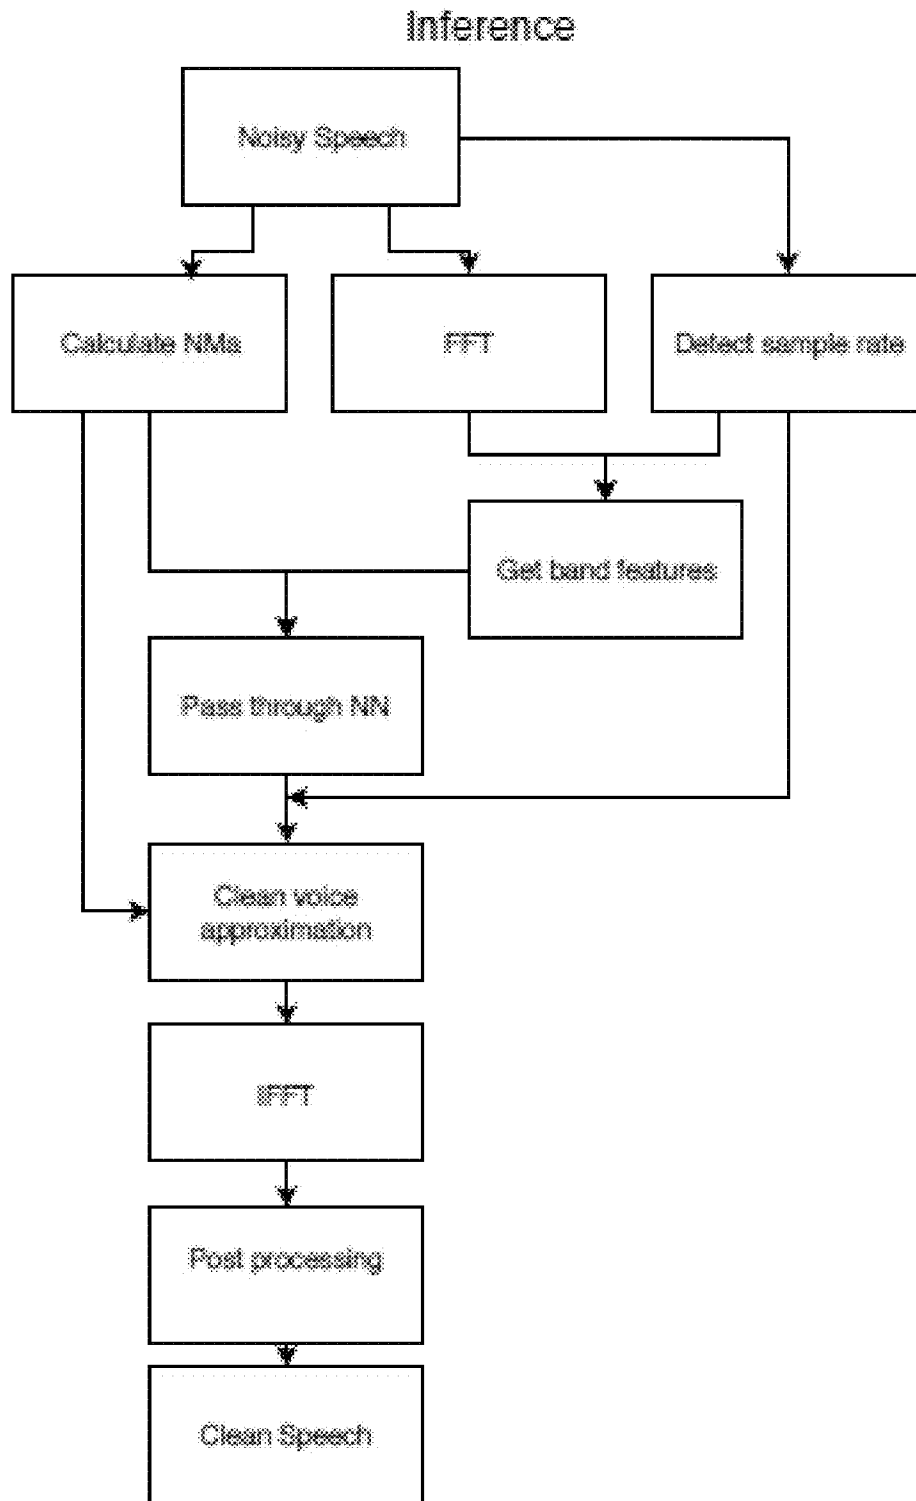 Inference
Noisy Speech
Calculate NMs
FFT
Detect sample rate
Get band features
Pass through NN
Clean voice
approximation
IFFT
Post processing
Clean Speech